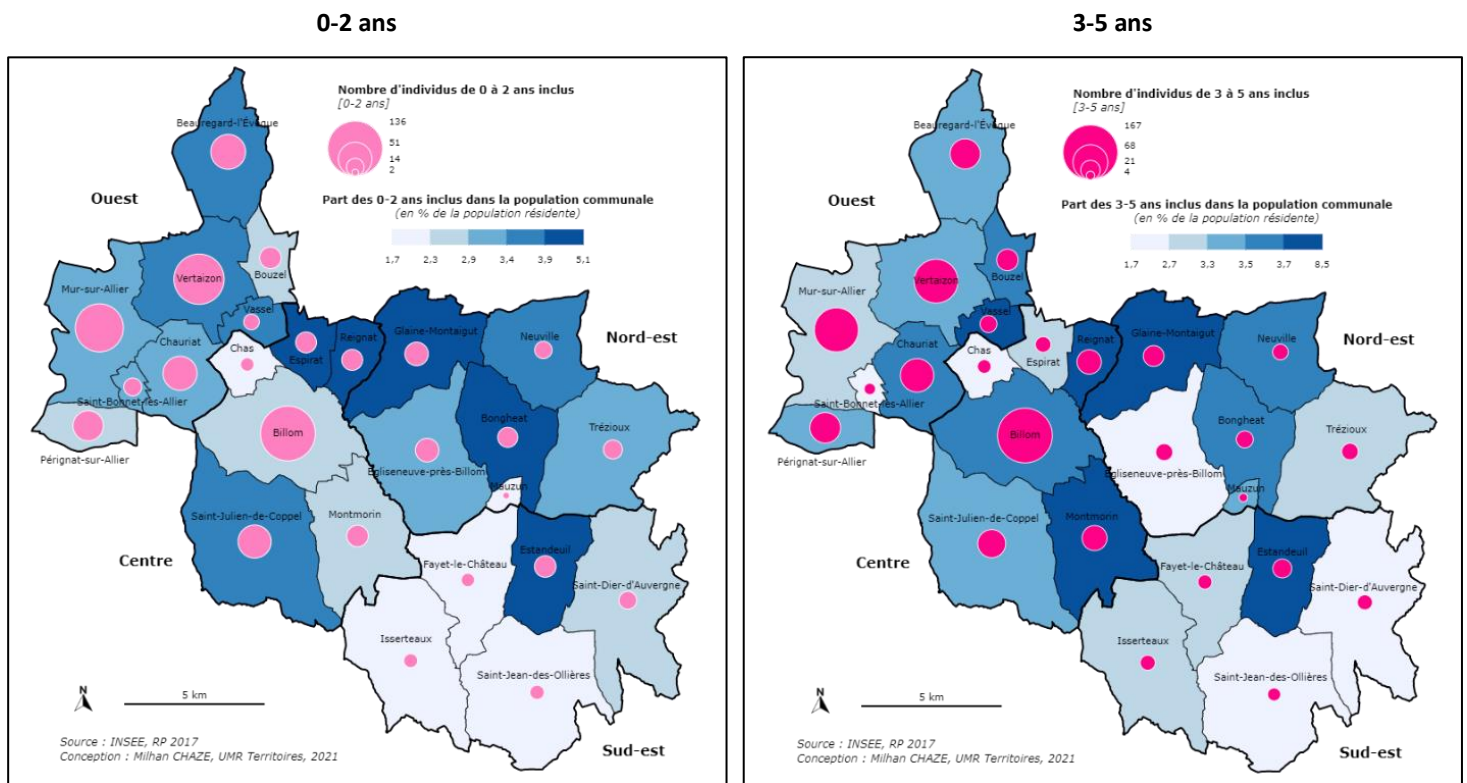 0-2 ans
Nombre d'individus de 0 à 2 ans inclus
[0-2 ans]
136
51
14
2
Part des 0-2 ans inclus dans la population communale
(en % de la population résidente)
1,7 2,3 2,9 3,4 3,9 5,1
Beauregard-l'Évêque
Ouest
Bouzel
Vertaizon
Mur-sur-Allier
Vassel
Chauriat
Chas
Espirat
Reignat
Glaine-Montaigut
Neuville
Nord-est
Saint-Bonnet-lès-Allier
Billom
Bongheat
Trézioux
Pérignat-sur-Allier
Égliseneuve-près-Billom
Mauzun
Saint-Julien-de-Coppel
Montmorin
Centre
Fayet-le-Château
Estandeuil
Saint-Dier-d'Auvergne
Isserteaux
Saint-Jean-des-Ollières
N
5 km
Sud-est
Source : INSEE, RP 2017
Conception : Milhan CHAZE, UMR Territoires, 2021
3-5 ans
Nombre d'individus de 3 à 5 ans inclus
[3-5 ans]
167
68
21
4
Part des 3-5 ans inclus dans la population communale
(en % de la population résidente)
1,7 2,7 3,3 3,5 3,7 8,5
Beauregard-l'Évêque
Ouest
Bouzel
Vertaizon
Mur-sur-Allier
Vassel
Chauriat
Chas
Espirat
Reignat
Glaine-Montaigut
Neuville
Nord-est
Saint-Bonnet-lès-Allier
Billom
Bongheat
Trézioux
Pérignat-sur-Allier
Égliseneuve-près-Billom
Mauzun
Saint-Julien-de-Coppel
Montmorin
Centre
Fayet-le-Château
Estandeuil
Saint-Dier-d'Auvergne
Isserteaux
Saint-Jean-des-Ollières
N
5 km
Sud-est
Source : INSEE, RP 2017
Conception : Milhan CHAZE, UMR Territoires, 2021